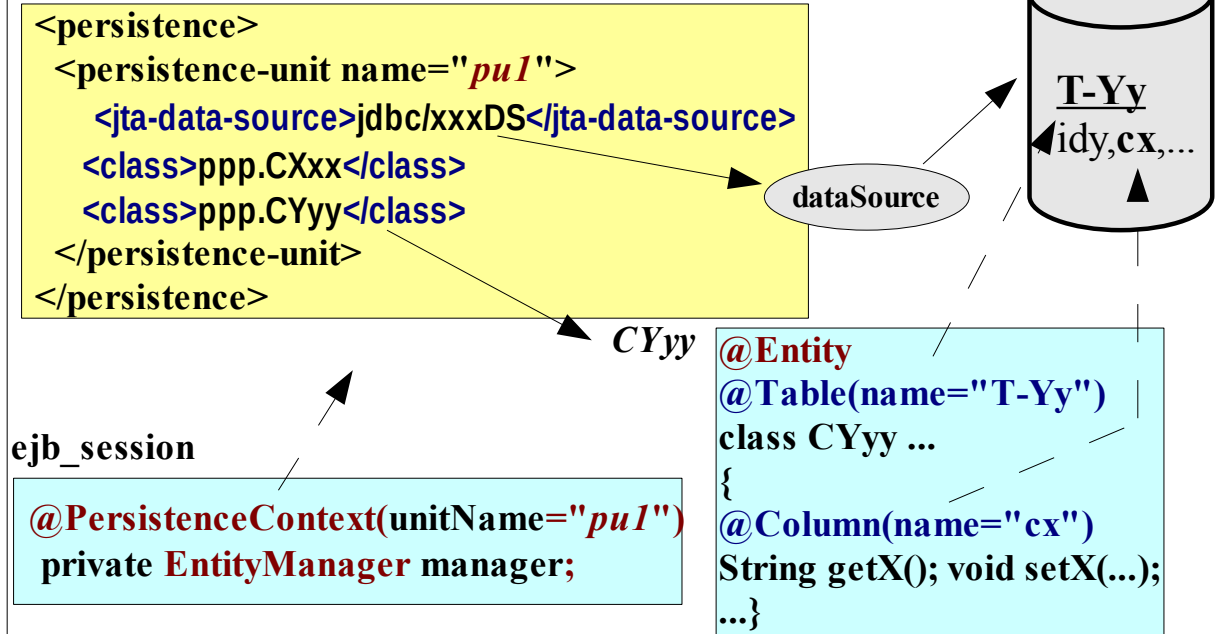 <persistence>
<persistence-unit name="pu1">
<jta-data-source>jdbc/xxxDS</jta-data-source>
<class>ppp.CXxx</class>
<class>ppp.CYyy</class>
</persistence-unit>
</persistence>
dataSource
T-Yy
idy,cx,...
CYyy
@Entity
@Table(name="T-Yy")
class CYyy ...
{
@Column(name="cx")
String getX(); void setX(...);
...}
ejb_session
@PersistenceContext(unitName="pu1")
private EntityManager manager;